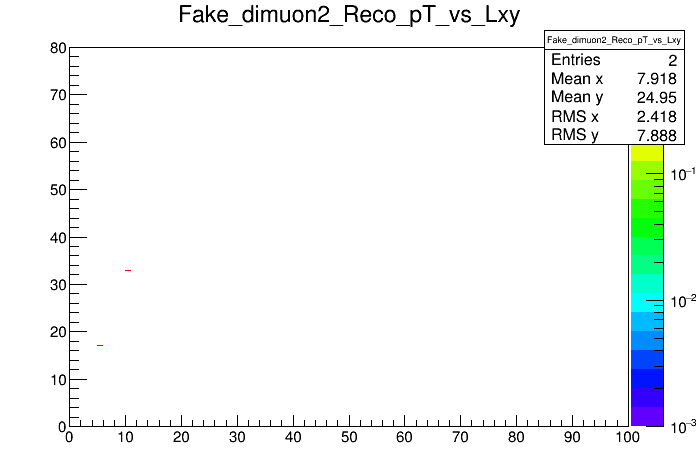 Fake_dimuon2_Reco_pT_vs_Lxy
Fake_dimuon2_Reco_pT_vs_Lxy
Entries 2
Mean x 7.918
Mean y 24.95
RMS x 2.418
RMS y 7.888
80
70
60
50
40
30
20
10
0
0 10 20 30 40 50 60 70 80 90 100
10⁻¹
10⁻²
10⁻³